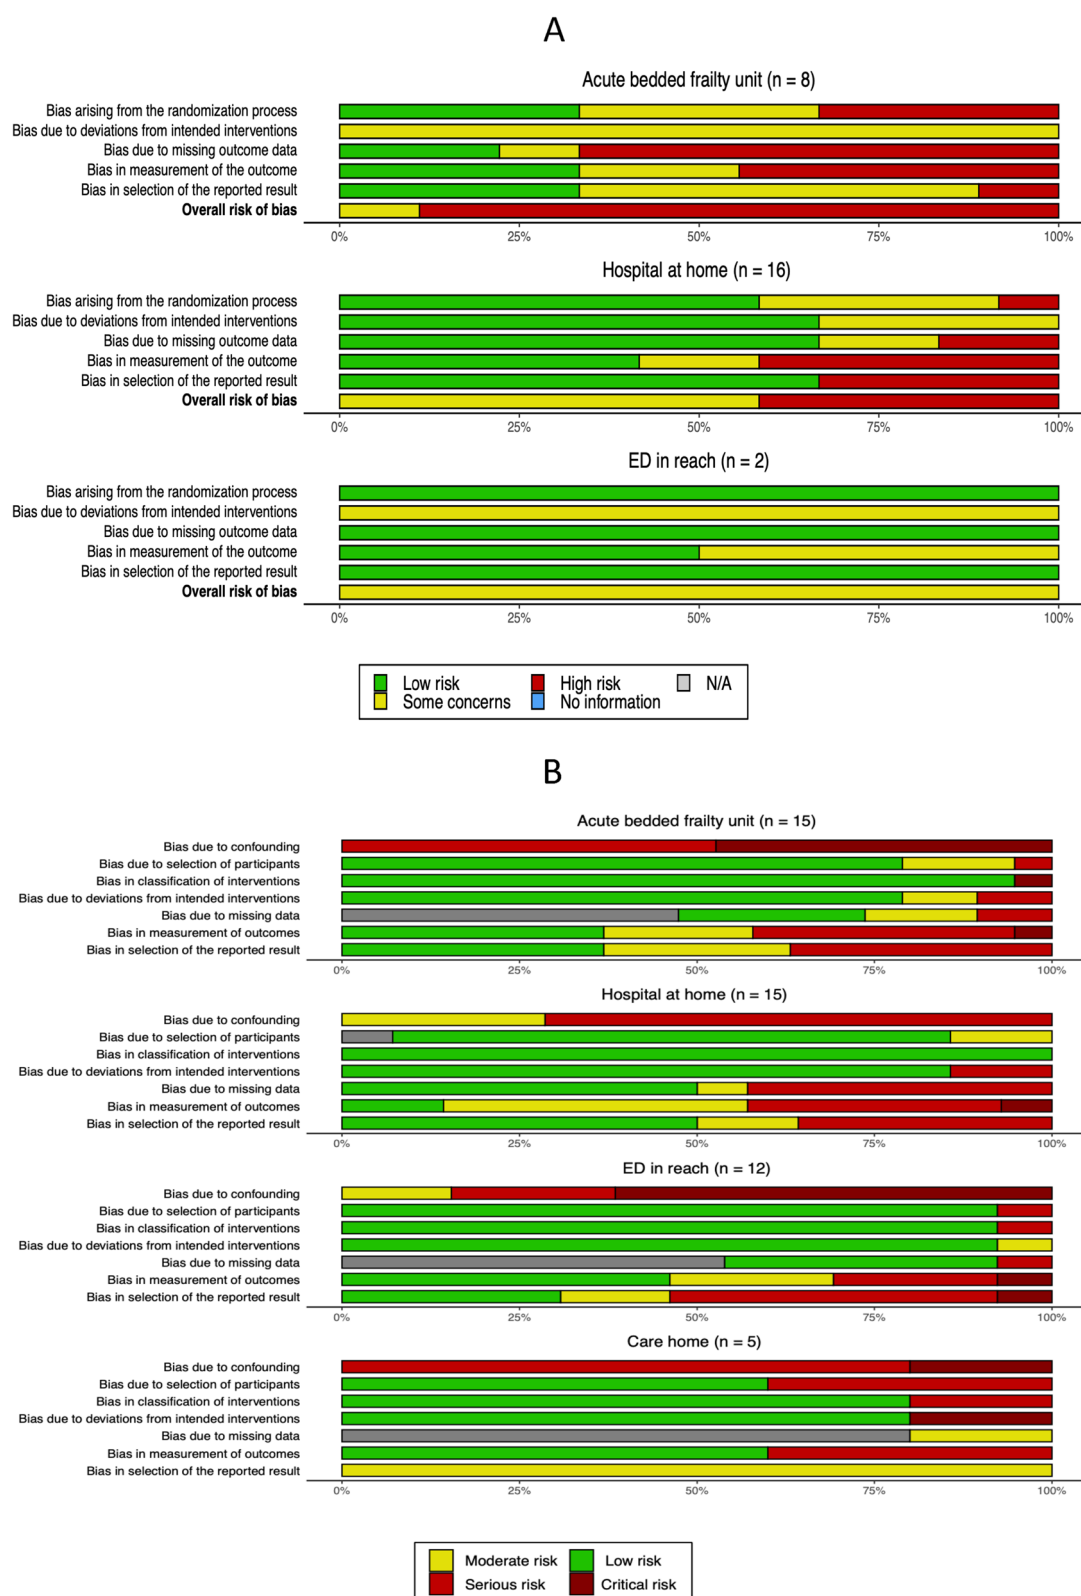 A
Acute bedded frailty unit (n = 8)
Bias arising from the randomization process
Bias due to deviations from intended interventions
Bias due to missing outcome data
Bias in measurement of the outcome
Bias in selection of the reported result
Overall risk of bias
0% 25% 50% 75% 100%
Hospital at home (n = 16)
Bias arising from the randomization process
Bias due to deviations from intended interventions
Bias due to missing outcome data
Bias in measurement of the outcome
Bias in selection of the reported result
Overall risk of bias
0% 25% 50% 75% 100%
ED in reach (n = 2)
Bias arising from the randomization process
Bias due to deviations from intended interventions
Bias due to missing outcome data
Bias in measurement of the outcome
Bias in selection of the reported result
Overall risk of bias
0% 25% 50% 75% 100%
Low risk High risk N/A
Some concerns No information
B
Acute bedded frailty unit (n = 15)
Bias due to confounding
Bias due to selection of participants
Bias in classification of interventions
Bias due to deviations from intended interventions
Bias due to missing data
Bias in measurement of outcomes
Bias in selection of the reported result
0% 25% 50% 75% 100%
Hospital at home (n = 15)
Bias due to confounding
Bias due to selection of participants
Bias in classification of interventions
Bias due to deviations from intended interventions
Bias due to missing data
Bias in measurement of outcomes
Bias in selection of the reported result
0% 25% 50% 75% 100%
ED in reach (n = 12)
Bias due to confounding
Bias due to selection of participants
Bias in classification of interventions
Bias due to deviations from intended interventions
Bias due to missing data
Bias in measurement of outcomes
Bias in selection of the reported result
0% 25% 50% 75% 100%
Care home (n = 5)
Bias due to confounding
Bias due to selection of participants
Bias in classification of interventions
Bias due to deviations from intended interventions
Bias due to missing data
Bias in measurement of outcomes
Bias in selection of the reported result
0% 25% 50% 75% 100%
Moderate risk Low risk
Serious risk Critical risk